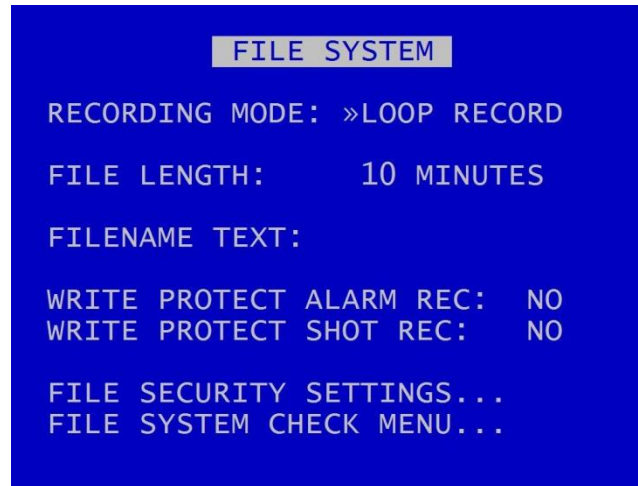 FILE SYSTEM
RECORDING MODE: »LOOP RECORD
FILE LENGTH: 10 MINUTES
FILENAME TEXT:
WRITE PROTECT ALARM REC: NO
WRITE PROTECT SHOT REC: NO
FILE SECURITY SETTINGS...
FILE SYSTEM CHECK MENU...